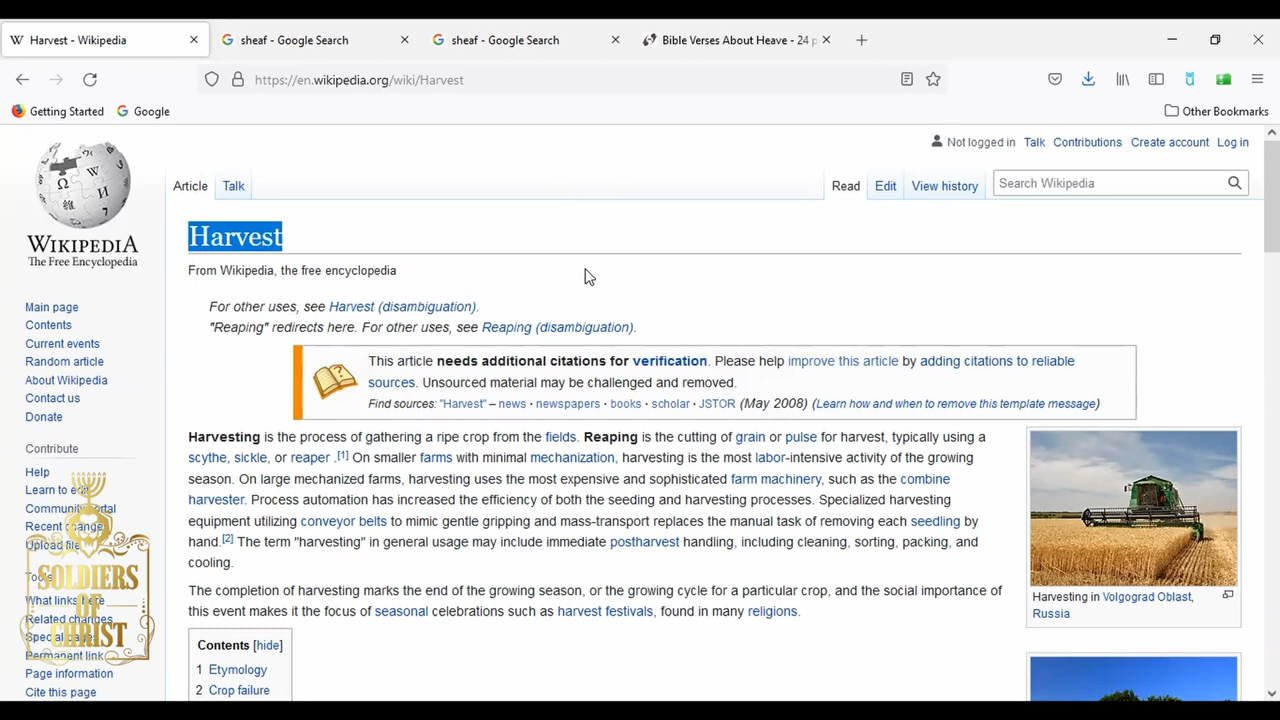 Harvest - Wikipedia
sheaf - Google Search
sheaf - Google Search
Bible Verses About Heave - 24 p
https://en.wikipedia.org/wiki/Harvest
Getting Started
Google
Other Bookmarks
Not logged in Talk Contributions Create account Log in
Article Talk
Read Edit View history
Search Wikipedia
WIKIPEDIA
The Free Encyclopedia
Main page
Contents
Current events
Random article
About Wikipedia
Contact us
Donate
Contribute
Help
Learn to edit
Community portal
Recent changes
Upload file
Tools
What links here
Related changes
Special pages
Permanent link
Page information
Cite this page
SOLDIERS
OF
CHRIST
Harvest
From Wikipedia, the free encyclopedia
For other uses, see Harvest (disambiguation).
"Reaping" redirects here. For other uses, see Reaping (disambiguation).
This article needs additional citations for verification. Please help improve this article by adding citations to reliable
sources. Unsourced material may be challenged and removed.
Find sources: "Harvest" – news · newspapers · books · scholar · JSTOR (May 2008) (Learn how and when to remove this template message)
Harvesting is the process of gathering a ripe crop from the fields. Reaping is the cutting of grain or pulse for harvest, typically using a
scythe, sickle, or reaper .[1] On smaller farms with minimal mechanization, harvesting is the most labor-intensive activity of the growing
season. On large mechanized farms, harvesting uses the most expensive and sophisticated farm machinery, such as the combine
harvester. Process automation has increased the efficiency of both the seeding and harvesting processes. Specialized harvesting
equipment utilizing conveyor belts to mimic gentle gripping and mass-transport replaces the manual task of removing each seedling by
hand.[2] The term "harvesting" in general usage may include immediate postharvest handling, including cleaning, sorting, packing, and
cooling.
The completion of harvesting marks the end of the growing season, or the growing cycle for a particular crop, and the social importance of
this event makes it the focus of seasonal celebrations such as harvest festivals, found in many religions.
Contents [hide]
1 Etymology
2 Crop failure
Harvesting in Volgograd Oblast,
Russia